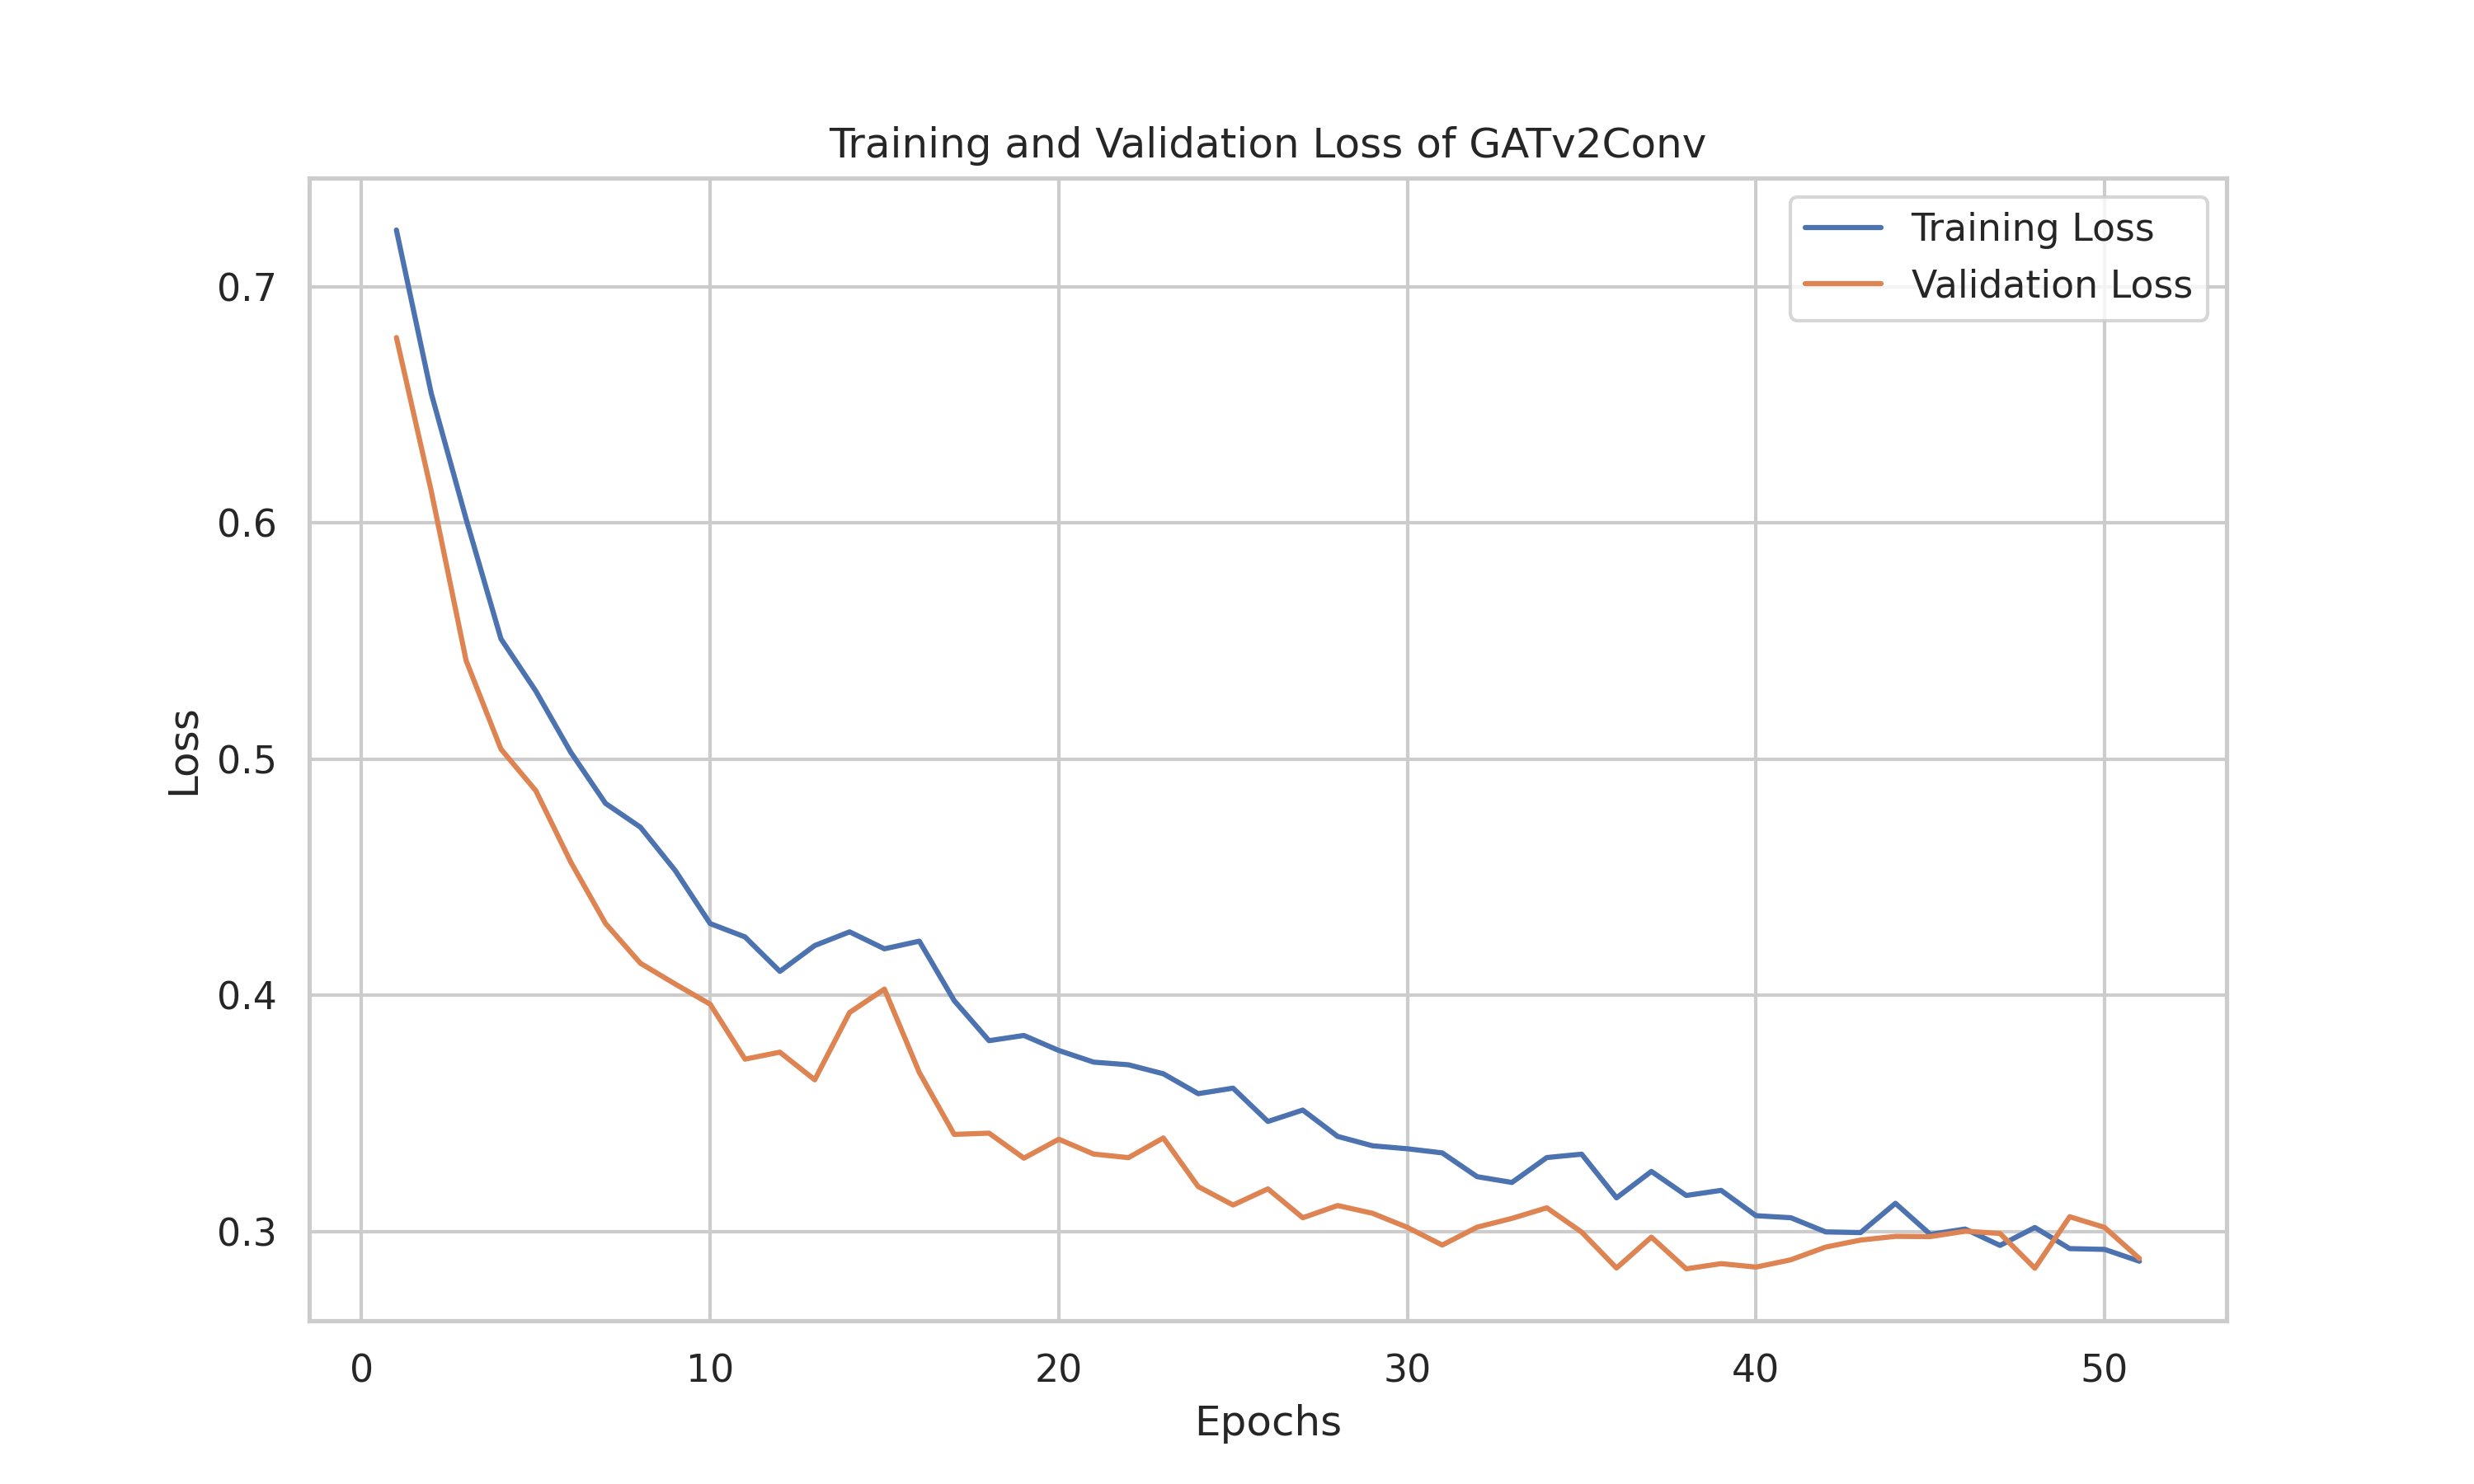 Training and Validation Loss of GATv2Conv
Training Loss
Validation Loss
Loss
0.7
0.6
0.5
0.4
0.3
0 10 20 30 40 50
Epochs